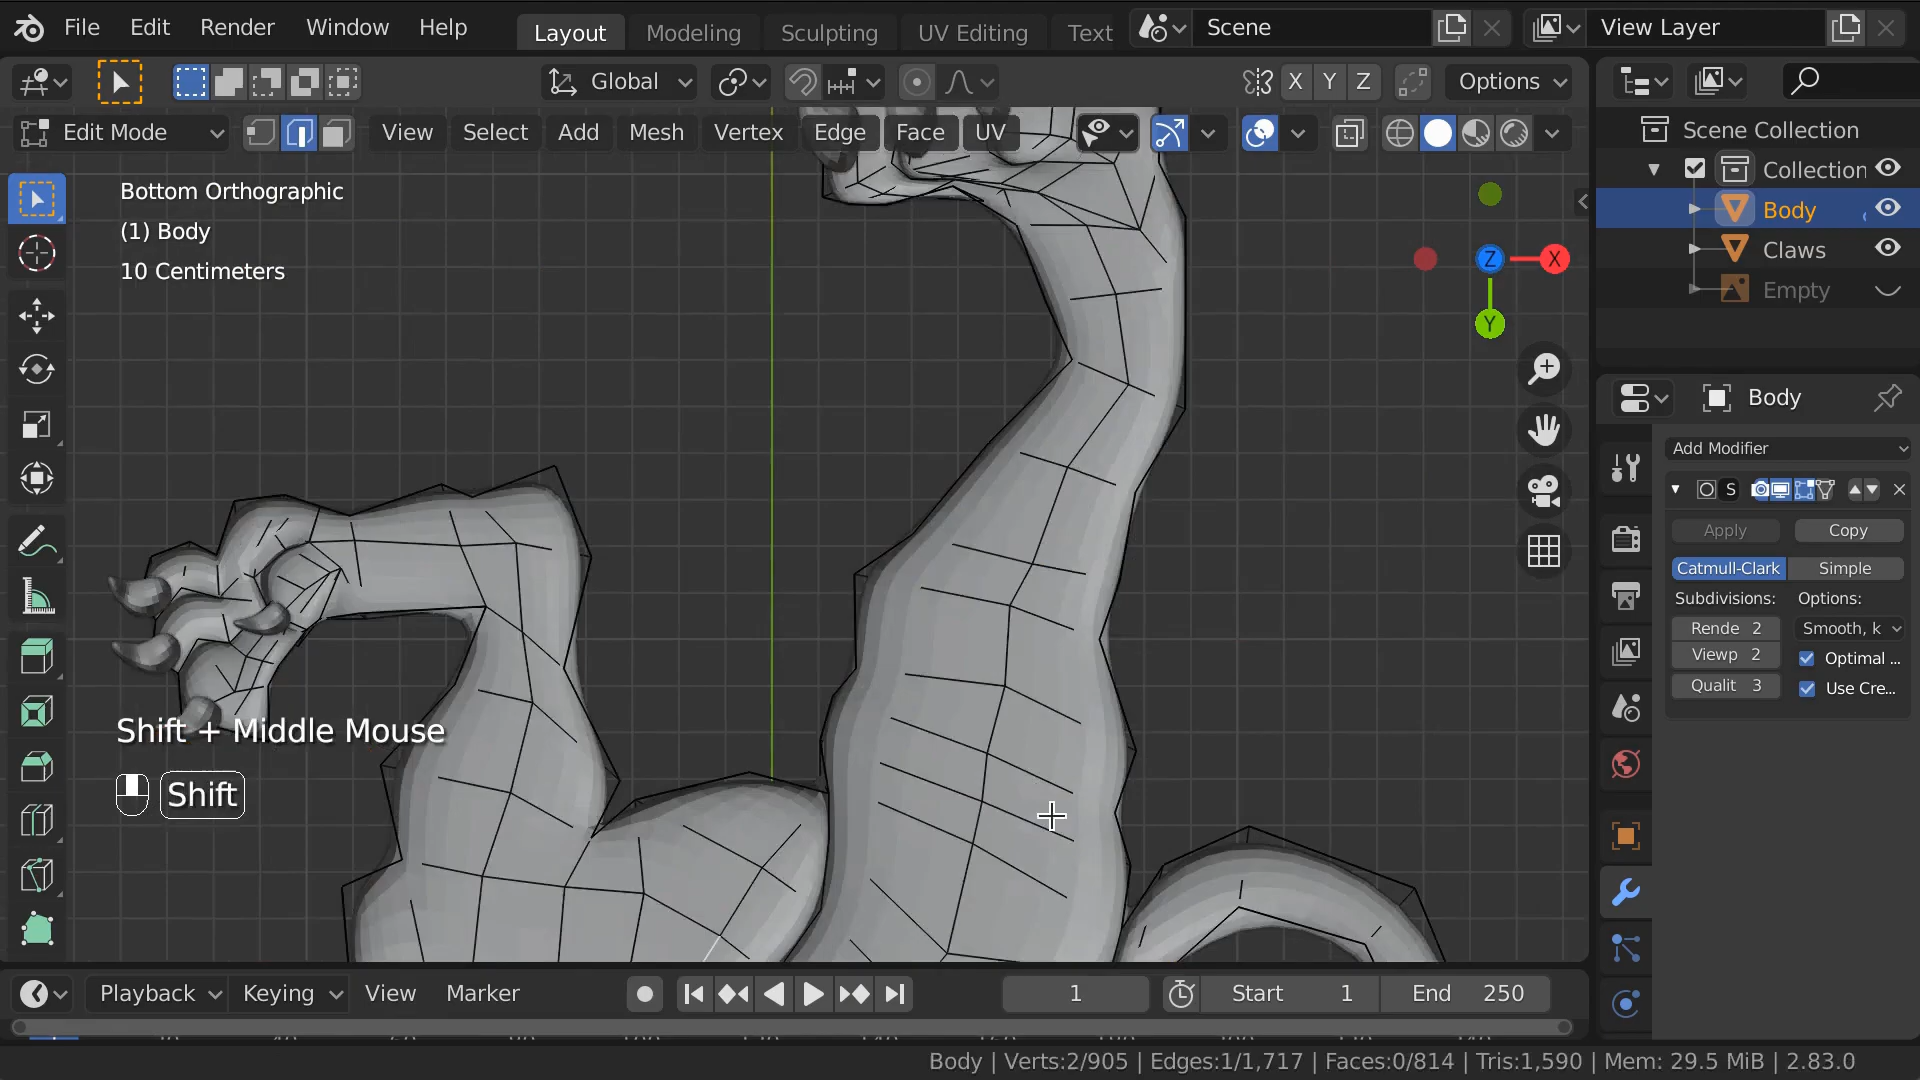 File Edit Render Window Help Layout Modeling Sculpting UV Editing Text Scene View Layer
Global X Y Z Options
Edit Mode View Select Add Mesh Vertex Edge Face UV
Scene Collection
Collection
Body
Claws
Empty
Bottom Orthographic
(1) Body
10 Centimeters
Z X
Y
Body
Add Modifier
S
Apply Copy
Catmull-Clark Simple
Subdivisions: Options:
Rende 2 Smooth, k
Viewp 2 Optimal ...
Qualit 3 Use Cre...
Shift + Middle Mouse
Shift
Playback Keying View Marker 1 Start 1 End 250
Body | Verts:2/905 | Edges:1/1,717 | Faces:0/814 | Tris:1,590 | Mem: 29.5 MiB | 2.83.0